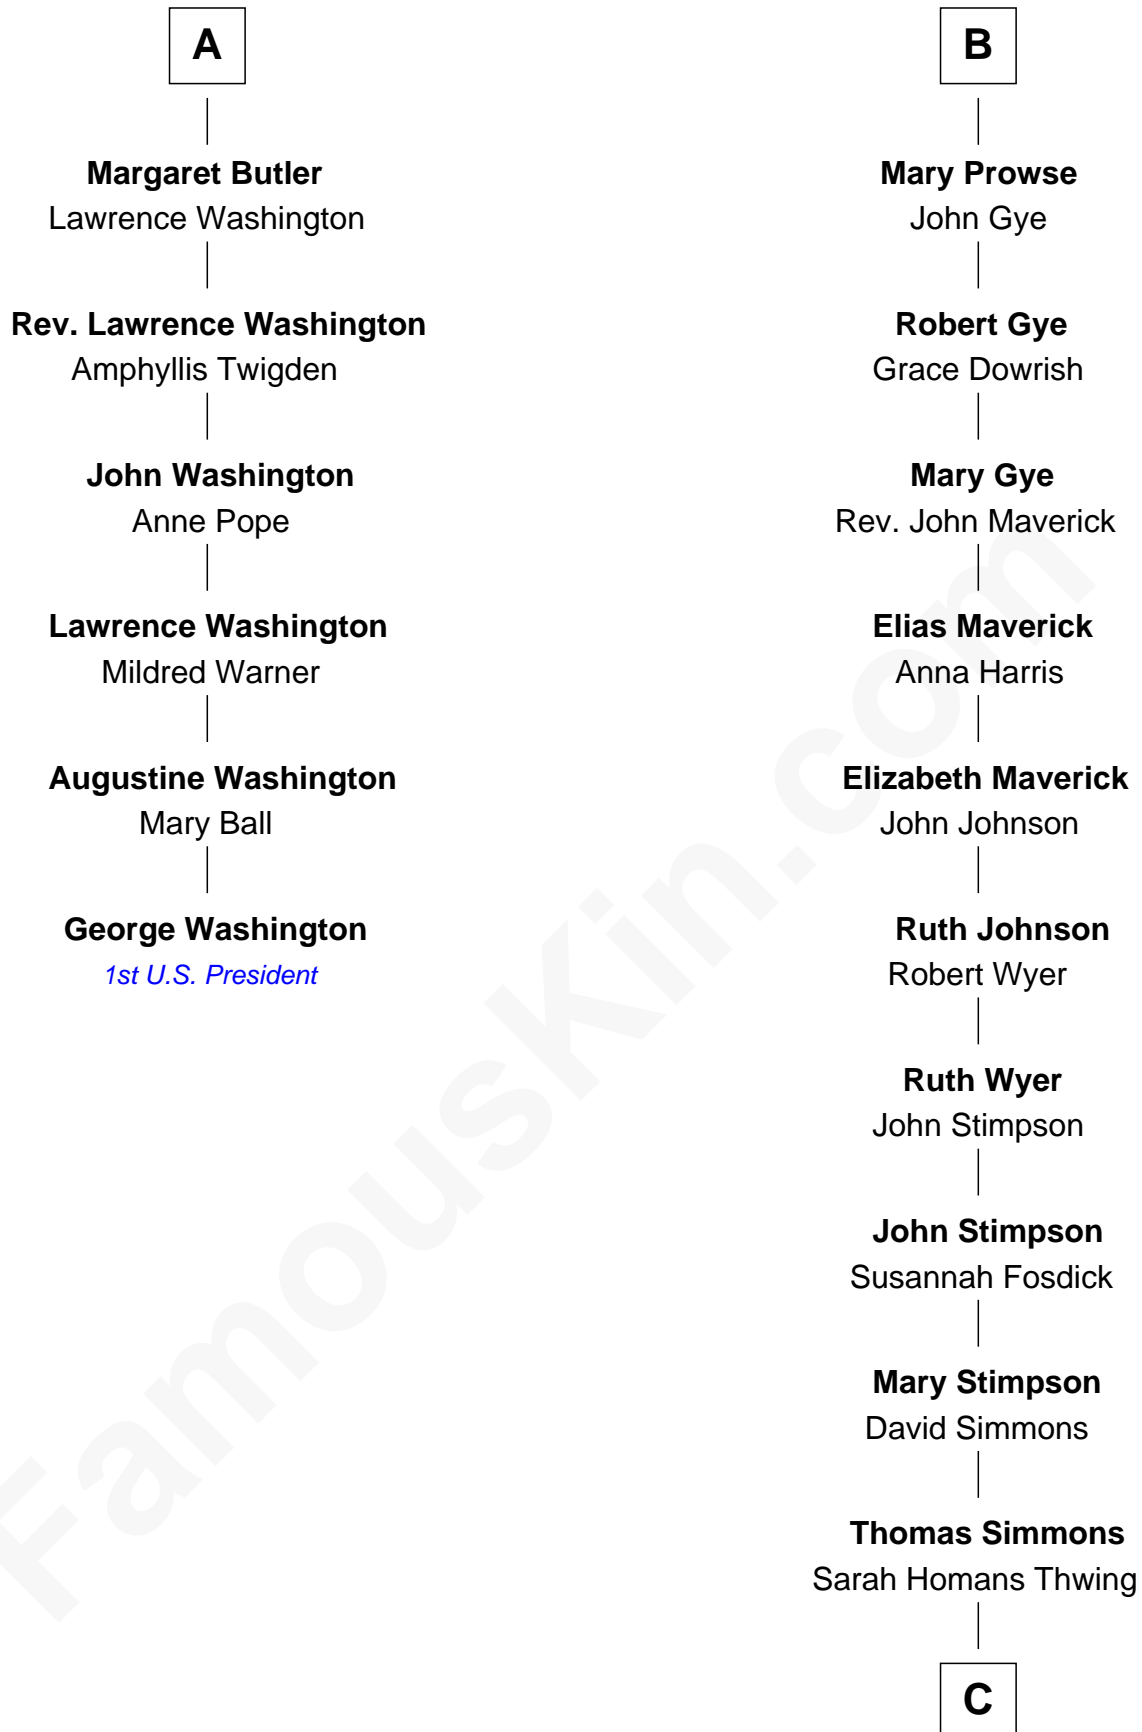 A
Margaret Butler
Lawrence Washington
Rev. Lawrence Washington
Amphyllis Twigden
John Washington
Anne Pope
Lawrence Washington
Mildred Warner
Augustine Washington
Mary Ball
George Washington
1st U.S. President
B
Mary Prowse
John Gye
Robert Gye
Grace Dowrish
Mary Gye
Rev. John Maverick
Elias Maverick
Anna Harris
Elizabeth Maverick
John Johnson
Ruth Johnson
Robert Wyer
Ruth Wyer
John Stimpson
John Stimpson
Susannah Fosdick
Mary Stimpson
David Simmons
Thomas Simmons
Sarah Homans Thwing
C
FamousKin.com